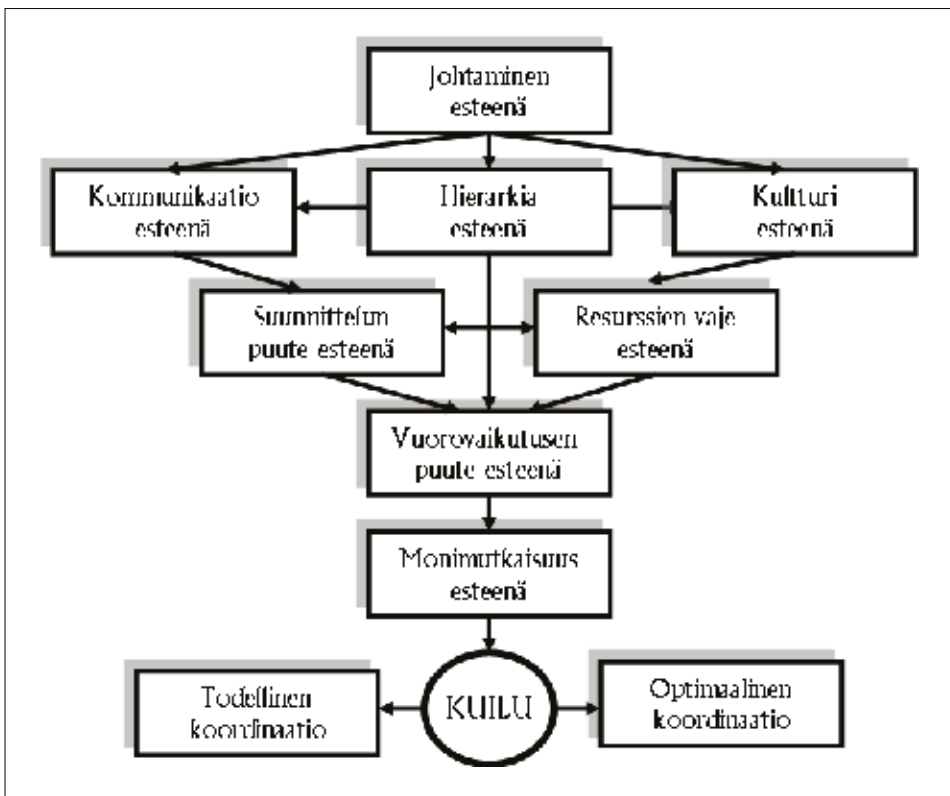 Johtaminen
esteenä
Kommunikaatio
esteenä
Hierarkia
esteenä
Kultturi
esteenä
Suunnittelun
puute esteenä
Resurssien vaje
esteenä
Vuorovaikutusen
puute esteenä
Monimutkaisuus
esteenä
Todellinen
koordinaatio
KUILU
Optimaalinen
koordinaatio